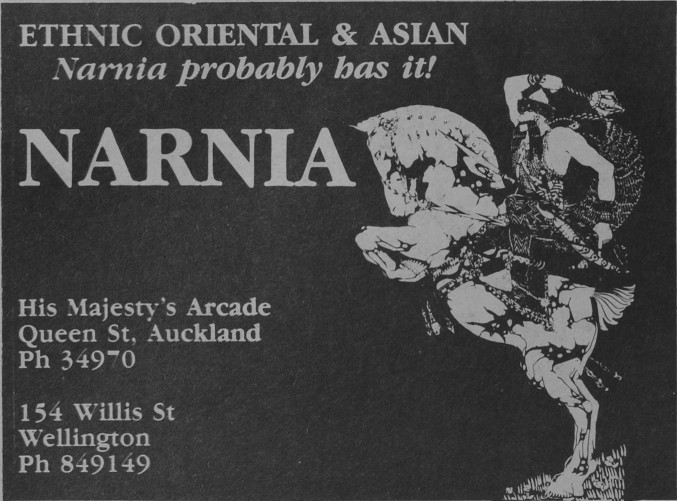 ETHNIC ORIENTAL & ASIAN
Narnia probably has it!
NARNIA
His Majesty's Arcade
Queen St, Auckland
Ph 34970
154 Willis St
Wellington
Ph 849149